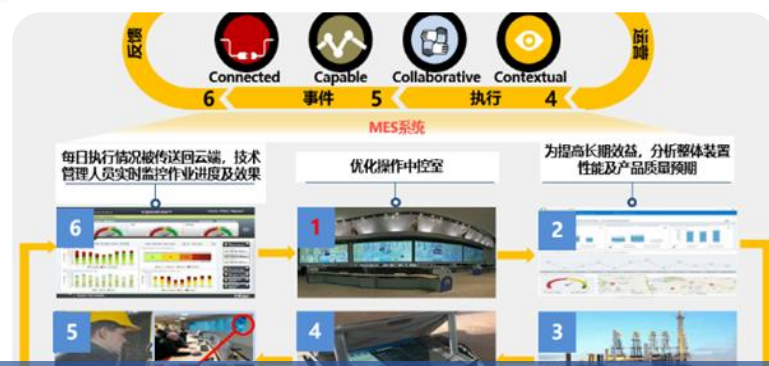 反馈
运营
Connected Capable Collaborative Contextual
6 事件 5 执行 4
MES系统
每日执行情况被传送回云端，技术
管理人员实时监控作业进度及效果
优化操作中控室
为提高长期效益，分析整体装置
性能及产品质量预期
6
1
2
5
4
3